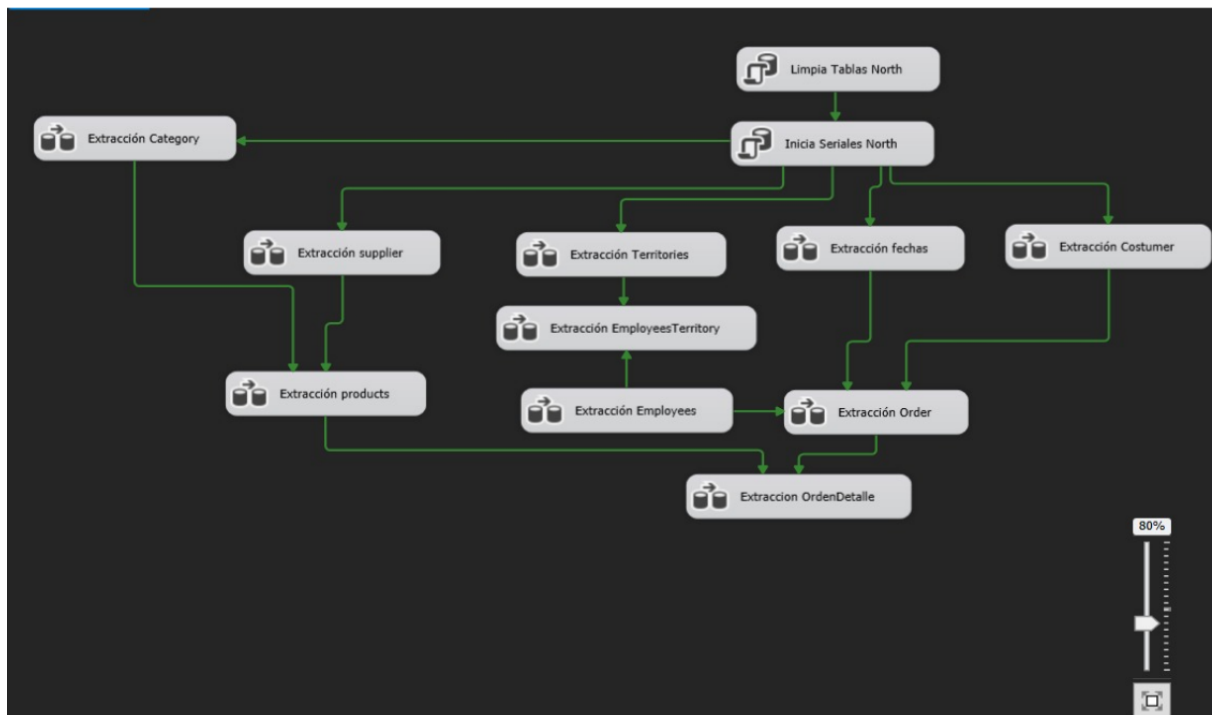 Limpia Tablas North
Extracción Category
Inicia Seriales North
Extracción supplier
Extracción Territories
Extracción fechas
Extracción Costumer
Extracción EmployeesTerritory
Extracción products
Extracción Employees
Extracción Order
Extraccion OrdenDetalle
80%